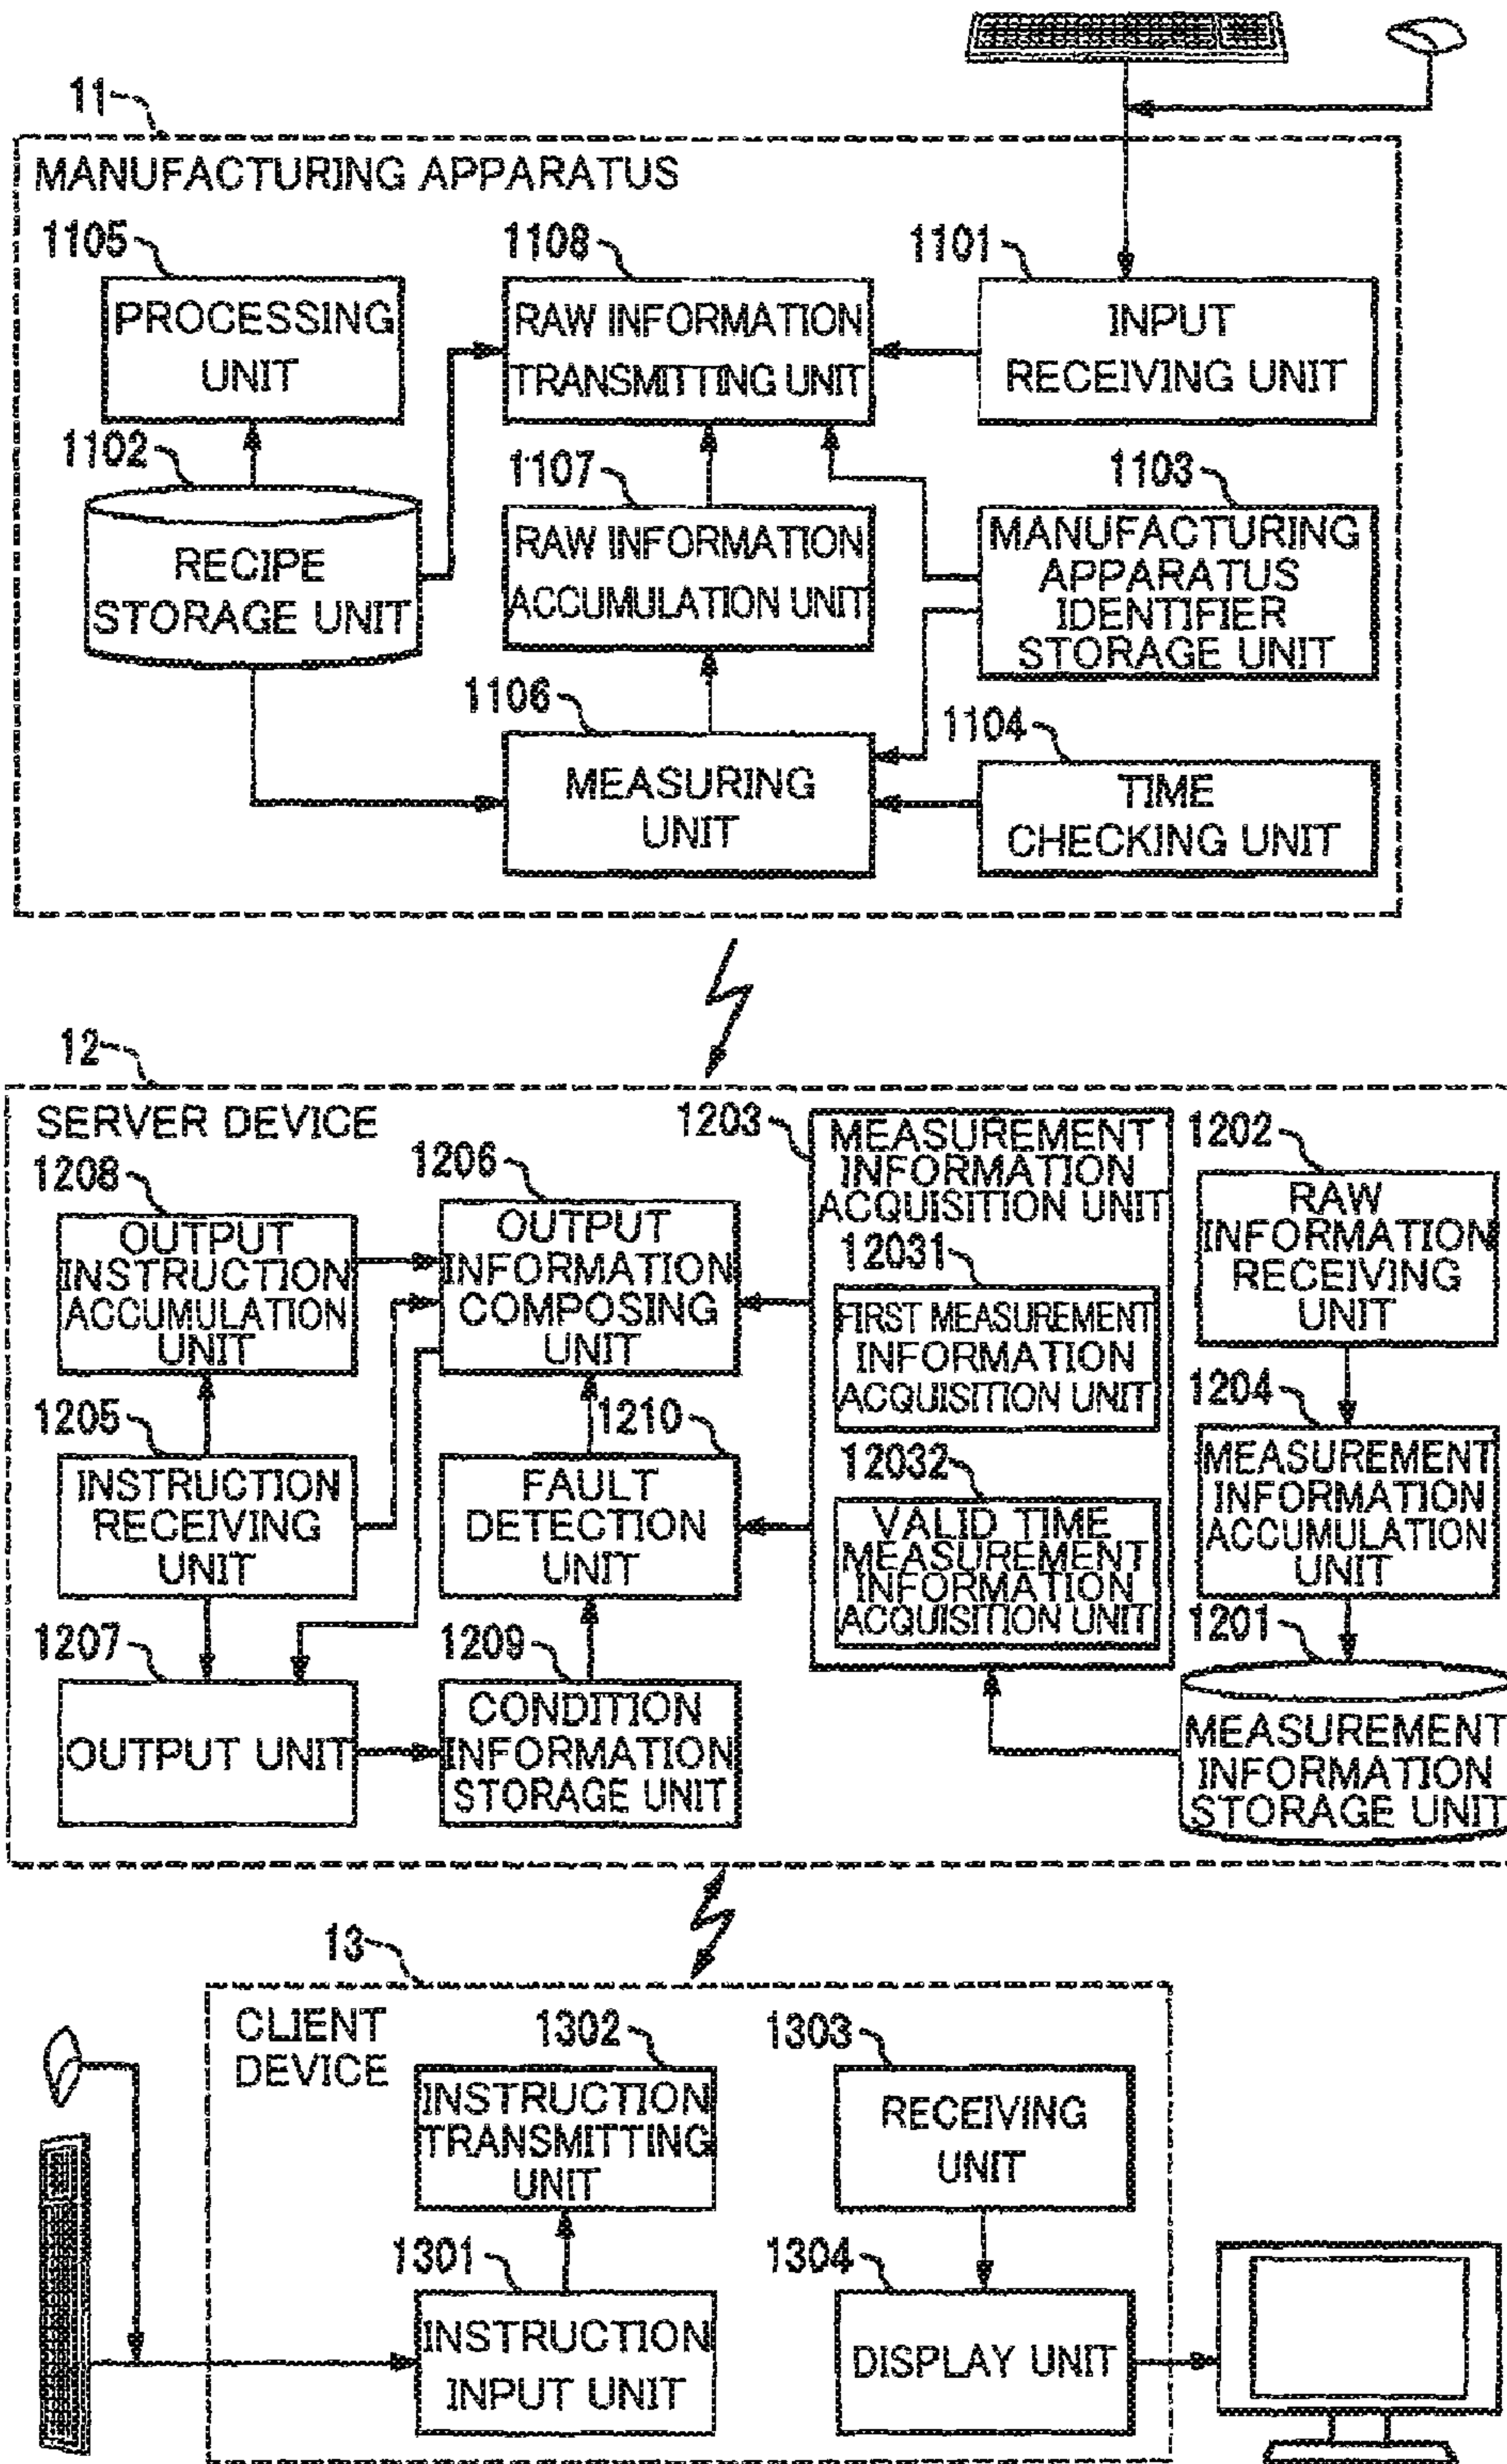 11
MANUFACTURING APPARATUS
1105
PROCESSING
UNIT
1108
RAW INFORMATION
TRANSMITTING UNIT
1101
INPUT
RECEIVING UNIT
1102
RECIPE
STORAGE UNIT
1107
RAW INFORMATION
ACCUMULATION UNIT
1103
MANUFACTURING
APPARATUS
IDENTIFIER
STORAGE UNIT
1106
MEASURING
UNIT
1104
TIME
CHECKING UNIT
12
SERVER DEVICE
1208
OUTPUT
INSTRUCTION
ACCUMULATION
UNIT
1206
OUTPUT
INFORMATION
COMPOSING
UNIT
1203
MEASUREMENT
INFORMATION
ACQUISITION UNIT
12031
FIRST MEASUREMENT
INFORMATION
ACQUISITION UNIT
12032
VALID TIME
MEASUREMENT
INFORMATION
ACQUISITION UNIT
1202
RAW
INFORMATION
RECEIVING
UNIT
1205
INSTRUCTION
RECEIVING
UNIT
1210
FAULT
DETECTION
UNIT
1204
MEASUREMENT
INFORMATION
ACCUMULATION
UNIT
1207
OUTPUT UNIT
1209
CONDITION
INFORMATION
STORAGE UNIT
1201
MEASUREMENT
INFORMATION
STORAGE UNIT
13
CLIENT
DEVICE
1302
INSTRUCTION
TRANSMITTING
UNIT
1303
RECEIVING
UNIT
1301
INSTRUCTION
INPUT UNIT
1304
DISPLAY UNIT